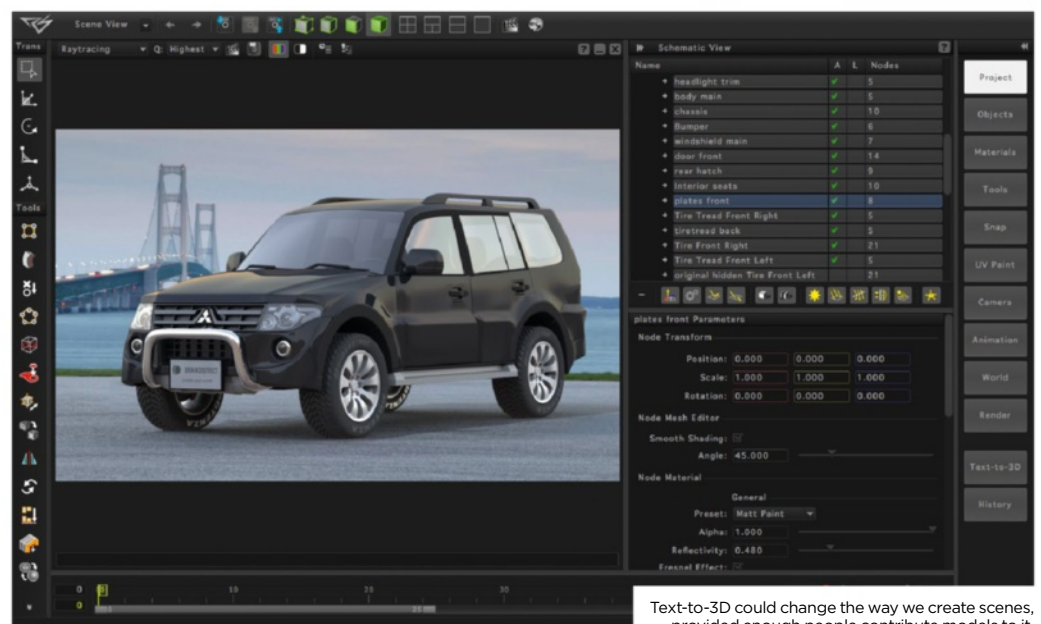 Scene View
Trans
Raytracing Q: Highest
Tools
Schematic View
Name A L Nodes
headlight trim 5
body main 5
chassis 10
Bumper 6
windshield main 7
door front 14
rear hatch 9
Interior seats 10
plates front 8
Tire Tread Front Right 5
tiretread back 5
Tire Front Right 21
Tire Tread Front Left 5
original hidden Tire Front Left 21
plates front Parameters
Node Transform
Position: 0.000 0.000 0.000
Scale: 1.000 1.000 1.000
Rotation: 0.000 0.000 0.000
Node Mesh Editor
Smooth Shading:
Angle: 45.000
Node Material
General
Preset: Matt Paint
Alpha: 1.000
Reflectivity: 0.480
Fresnel Effect:
Project
Objects
Materials
Tools
Snap
UV Paint
Camera
Animation
World
Render
Text-to-3D
History
0 10 20 30
0
Text-to-3D could change the way we create scenes,
provided enough people contribute models to it